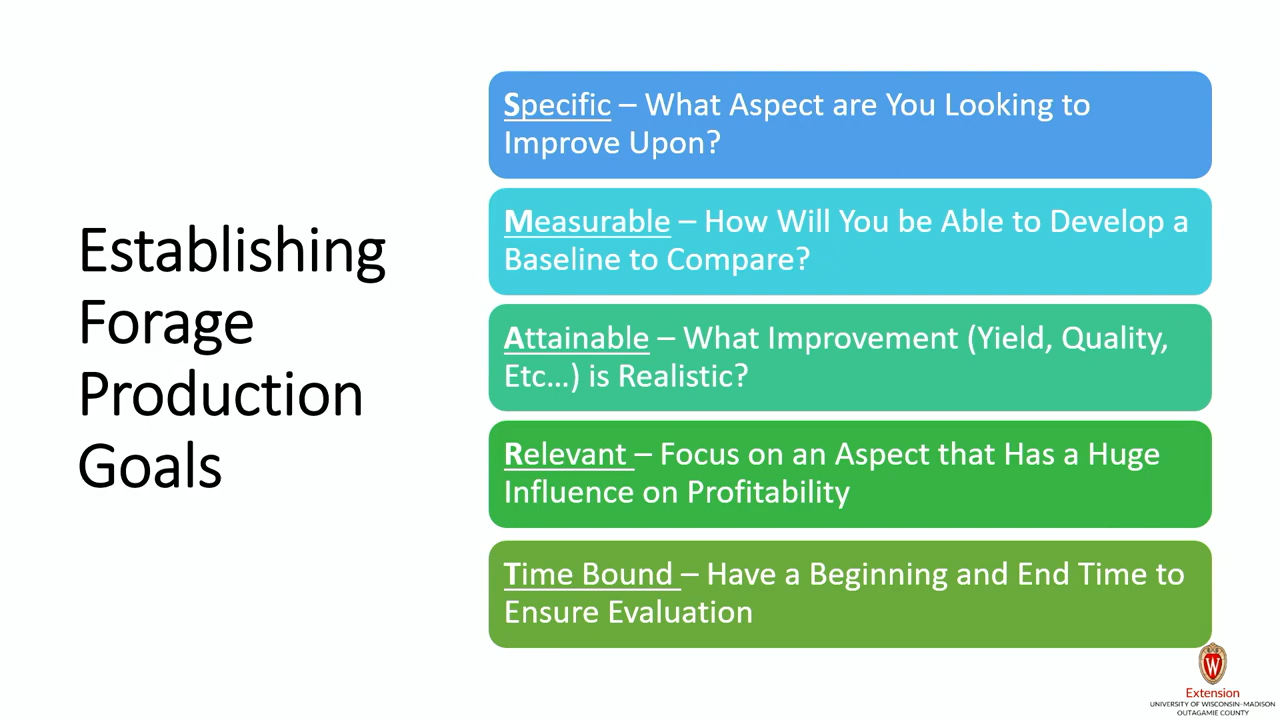 Establishing
Forage
Production
Goals
Specific – What Aspect are You Looking to
Improve Upon?
Measurable – How Will You be Able to Develop a
Baseline to Compare?
Attainable – What Improvement (Yield, Quality,
Etc...) is Realistic?
Relevant – Focus on an Aspect that Has a Huge
Influence on Profitability
Time Bound – Have a Beginning and End Time to
Ensure Evaluation
W
Extension
UNIVERSITY OF WISCONSIN-MADISON
OUTAGAMIE COUNTY